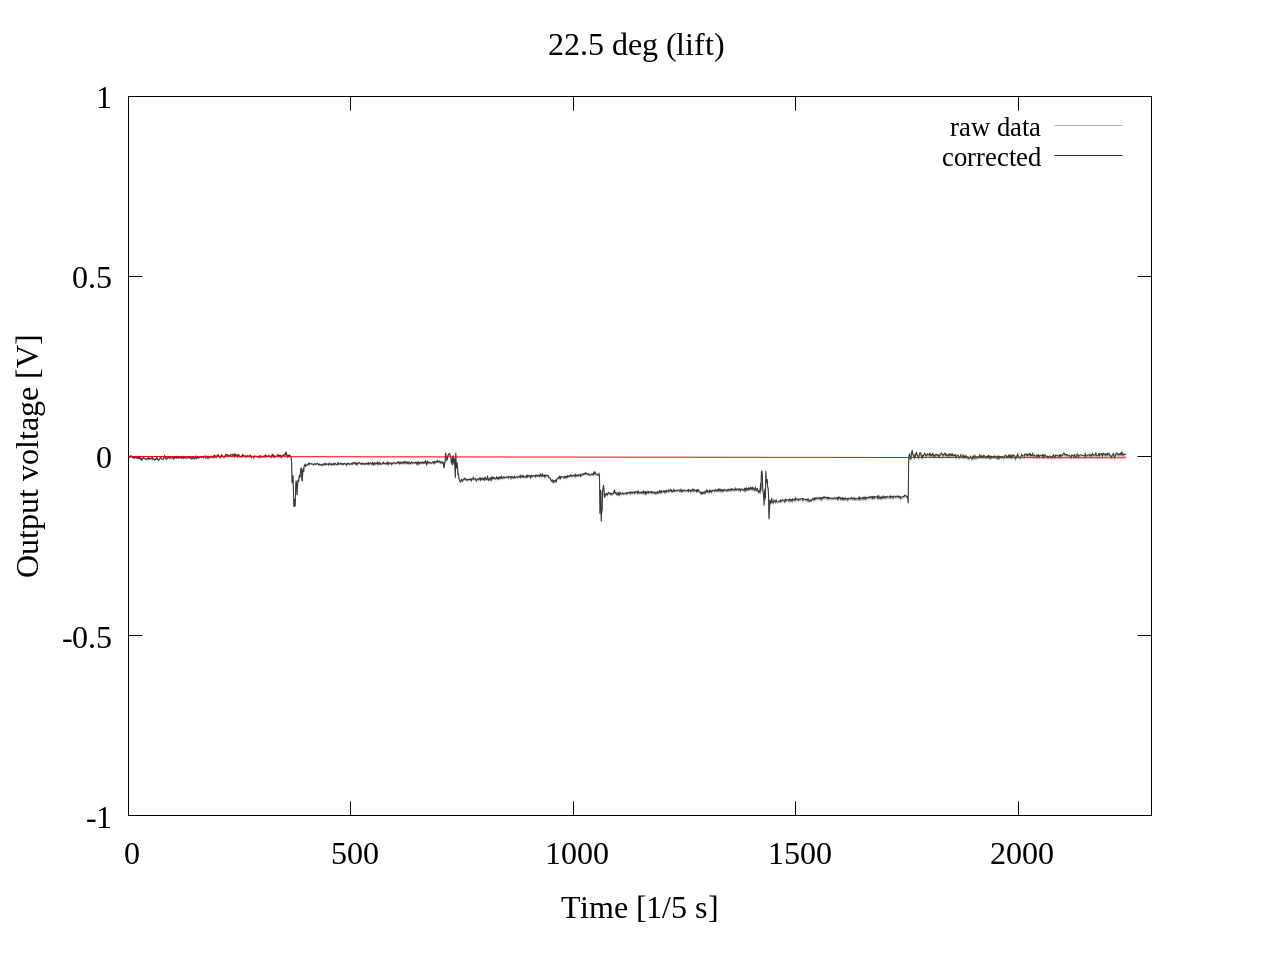 22.5 deg (lift)
raw data
corrected
1
0.5
0
-0.5
-1
Output voltage [V]
0 500 1000 1500 2000
Time [1/5 s]